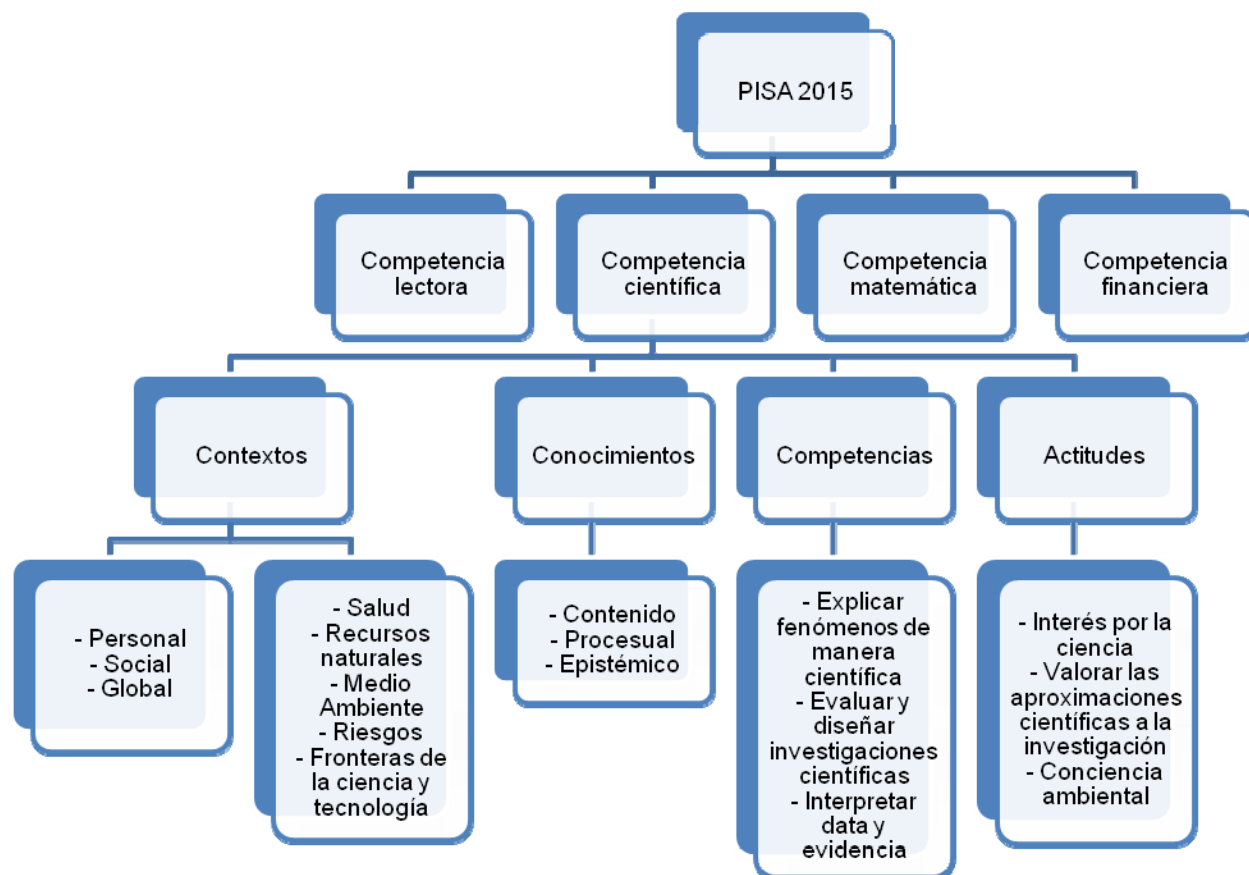 PISA 2015
Competencia
lectora
Competencia
científica
Competencia
matemática
Competencia
financiera
Contextos
Conocimientos
Competencias
Actitudes
- Personal
- Social
- Global
- Salud
- Recursos
naturales
- Medio
Ambiente
- Riesgos
- Fronteras de
la ciencia y
tecnología
- Contenido
- Procesual
- Epistémico
- Explicar
fenómenos de
manera
científica
- Evaluar y
diseñar
investigaciones
científicas
- Interpretar
data y
evidencia
- Interés por la
ciencia
- Valorar las
aproximaciones
científicas a la
investigación
- Conciencia
ambiental